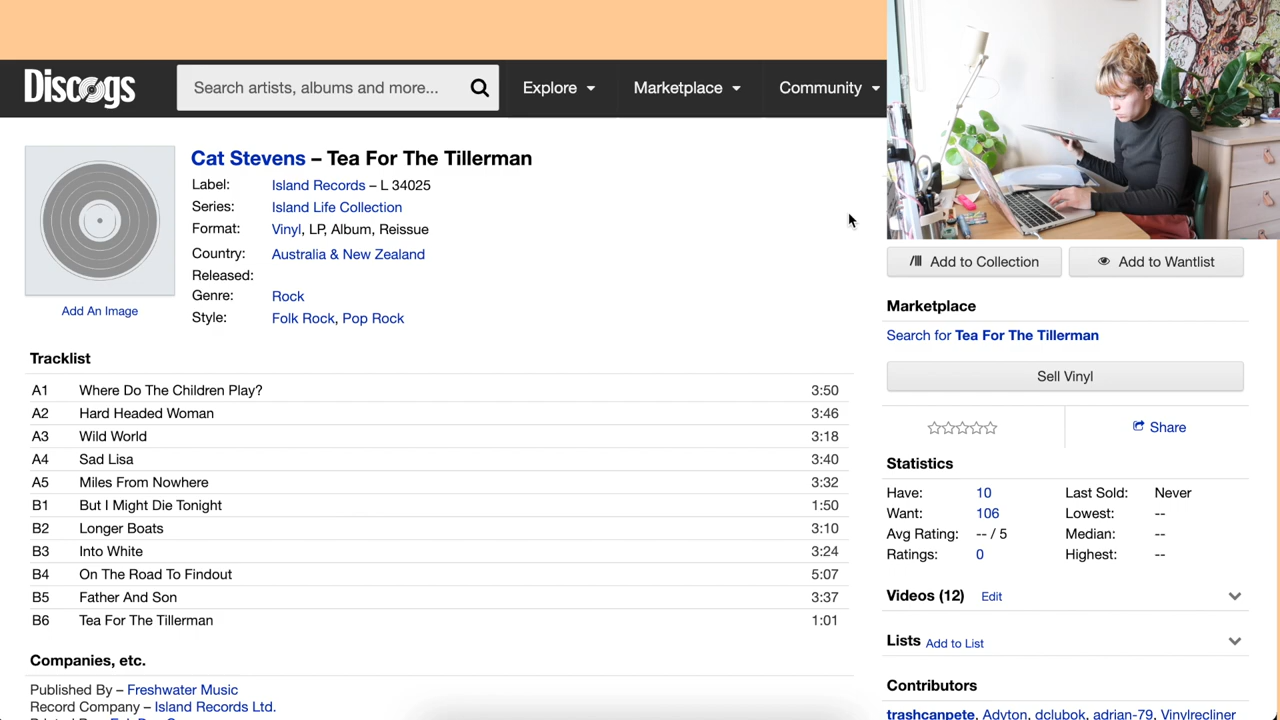 Discogs
Search artists, albums and more...
Explore
Marketplace
Community
Cat Stevens – Tea For The Tillerman
Label: Island Records – L 34025
Series: Island Life Collection
Format: Vinyl, LP, Album, Reissue
Country: Australia & New Zealand
Released:
Genre: Rock
Style: Folk Rock, Pop Rock
Add An Image
Tracklist
A1 Where Do The Children Play? 3:50
A2 Hard Headed Woman 3:46
A3 Wild World 3:18
A4 Sad Lisa 3:40
A5 Miles From Nowhere 3:32
B1 But I Might Die Tonight 1:50
B2 Longer Boats 3:10
B3 Into White 3:24
B4 On The Road To Findout 5:07
B5 Father And Son 3:37
B6 Tea For The Tillerman 1:01
Companies, etc.
Published By – Freshwater Music
Record Company – Island Records Ltd.
Add to Collection
Add to Wantlist
Marketplace
Search for Tea For The Tillerman
Sell Vinyl
Share
Statistics
Have: 10 Last Sold: Never
Want: 106 Lowest: --
Avg Rating: -- / 5 Median: --
Ratings: 0 Highest: --
Videos (12) Edit
Lists Add to List
Contributors
trashcanpete, Adyton, dclubok, adrian-79, Vinylrecliner